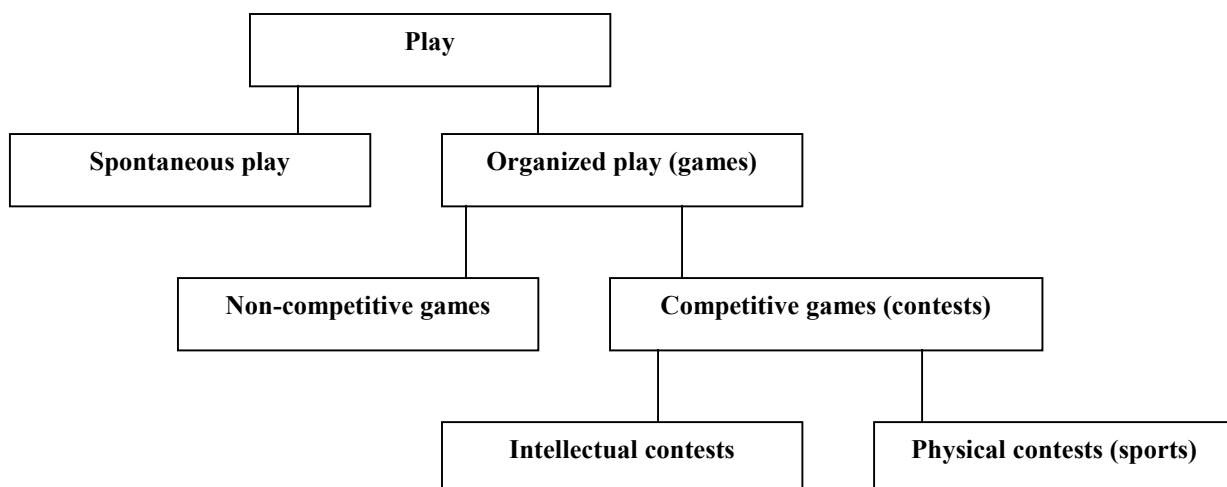 Play
Spontaneous play
Organized play (games)
Non-competitive games
Competitive games (contests)
Intellectual contests
Physical contests (sports)